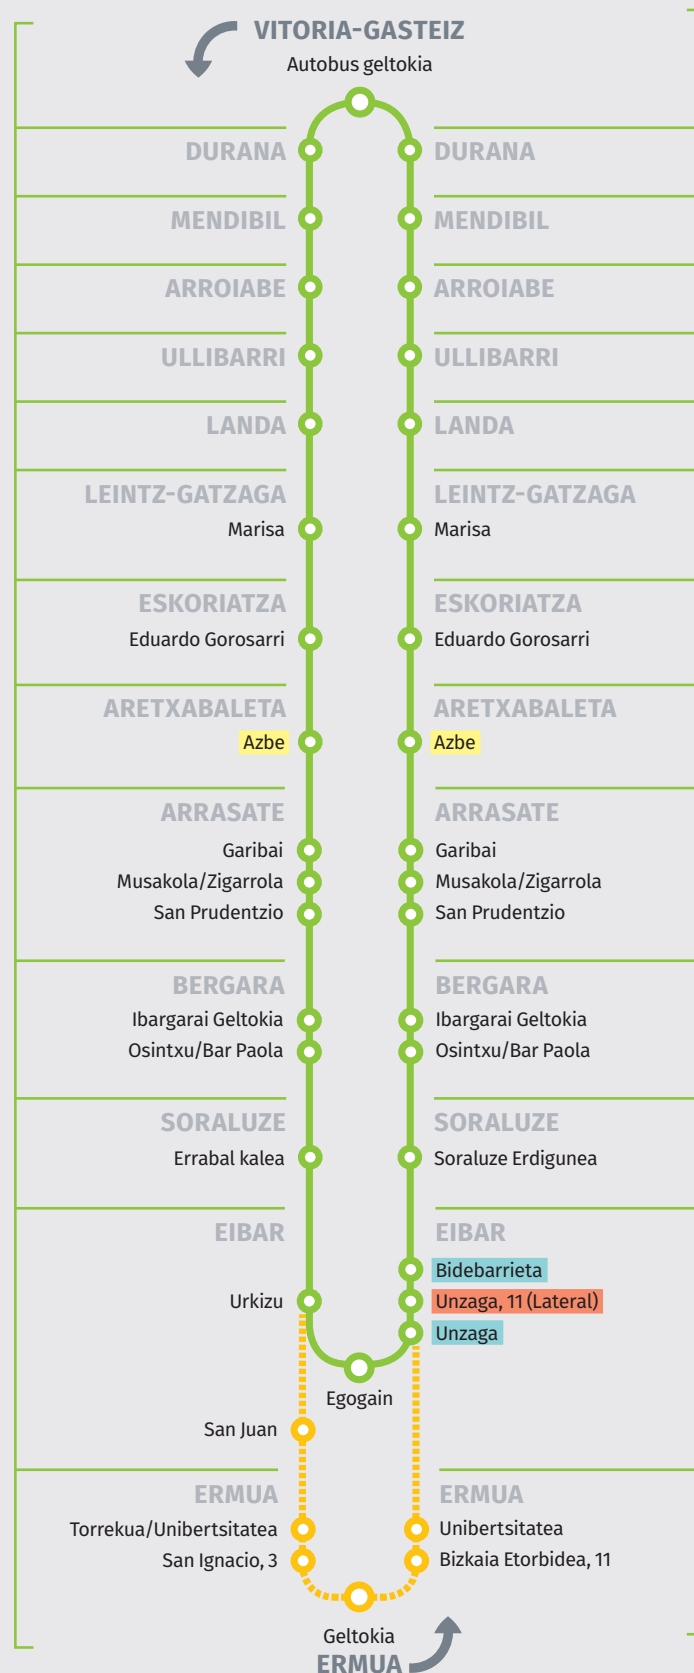 VITORIA-GASTEIZ
Autobus geltokia
DURANA DURANA
MENDIBIL MENDIBIL
ARROIABE ARROIABE
ULLIBARRI ULLIBARRI
LANDA LANDA
LEINTZ-GATZAGA LEINTZ-GATZAGA
Marisa Marisa
ESKORIATZA ESKORIATZA
Eduardo Gorosarri Eduardo Gorosarri
ARETXABALETA ARETXABALETA
Azbe Azbe
ARRASATE ARRASATE
Garibai Garibai
Musakola/Zigarrola Musakola/Zigarrola
San Prudentzio San Prudentzio
BERGARA BERGARA
Ibargarai Geltokia Ibargarai Geltokia
Osintxu/Bar Paola Osintxu/Bar Paola
SORALUZE SORALUZE
Errabal kalea Soraluze Erdigunea
EIBAR EIBAR
Bidebarrieta
Urkizu Unzaga, 11 (Lateral)
Unzaga
Egogain
San Juan
ERMUA ERMUA
Torrekua/Unibertsitatea Unibertsitatea
San Ignacio, 3 Bizkaia Etorbidea, 11
Geltokia
ERMUA